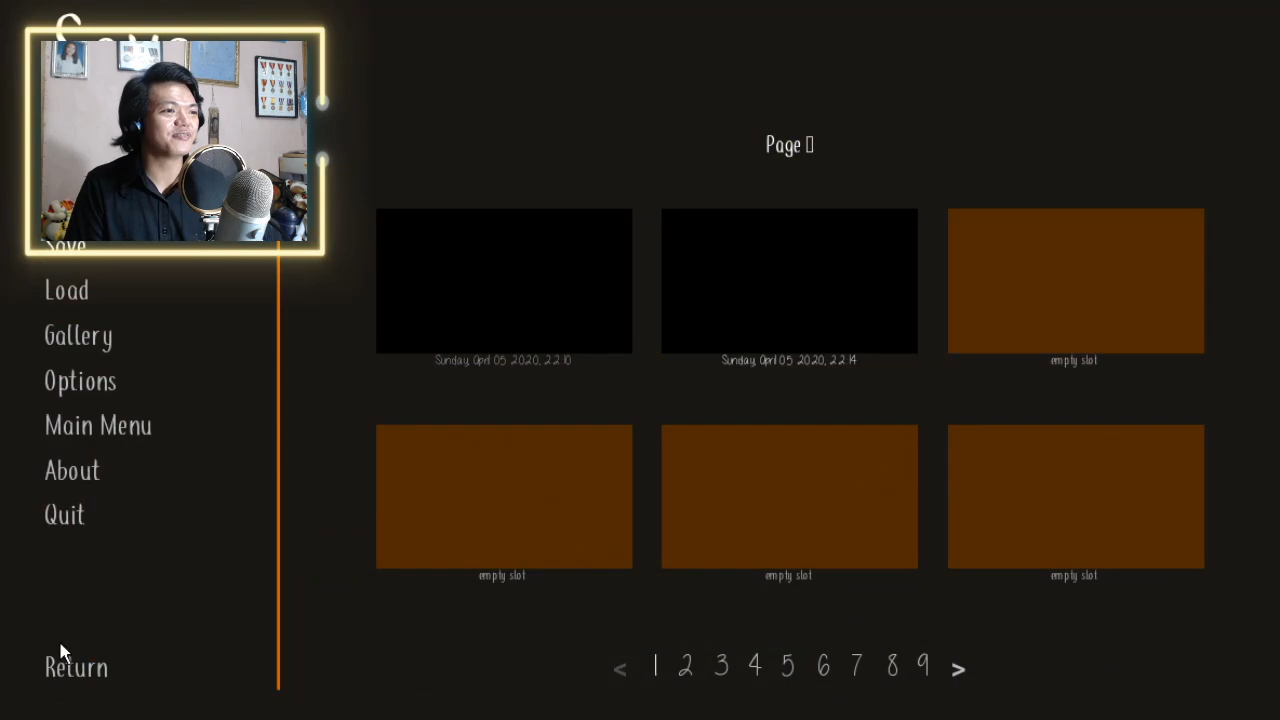 Save
Page
Save
Load
Gallery
Options
Main Menu
About
Quit
Return
Sunday, April 05 2020, 22:10
Sunday, April 05 2020, 22:14
empty slot
empty slot
empty slot
empty slot
< 1 2 3 4 5 6 7 8 9 >